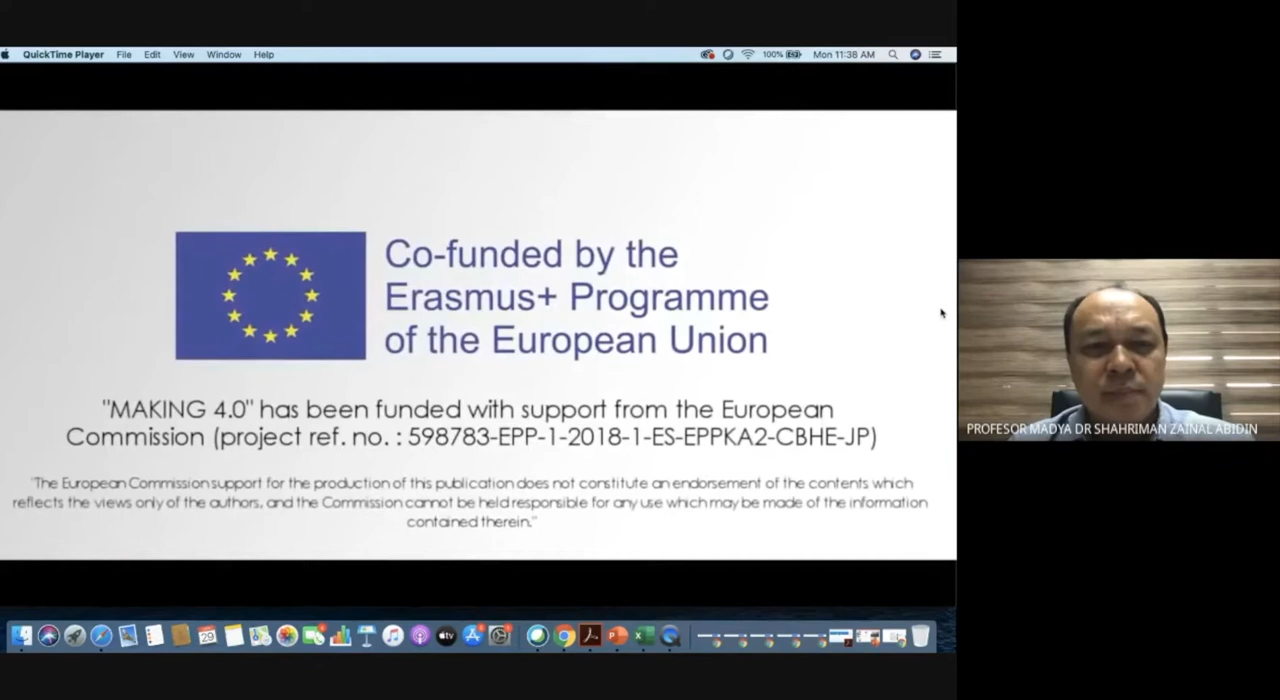 QuickTime Player File Edit View Window Help 100% Mon 11:38 AM
Co-funded by the
Erasmus+ Programme
of the European Union
"MAKING 4.0" has been funded with support from the European
Commission (project ref. no. : 598783-EPP-1-2018-1-ES-EPPKA2-CBHE-JP)
"The European Commission support for the production of this publication does not constitute an endorsement of the contents which
reflects the views only of the authors, and the Commission cannot be held responsible for any use which may be made of the information
contained therein."
PROFESOR MADYA DR SHAHRIMAN ZAINAL ABIDIN
29
tv